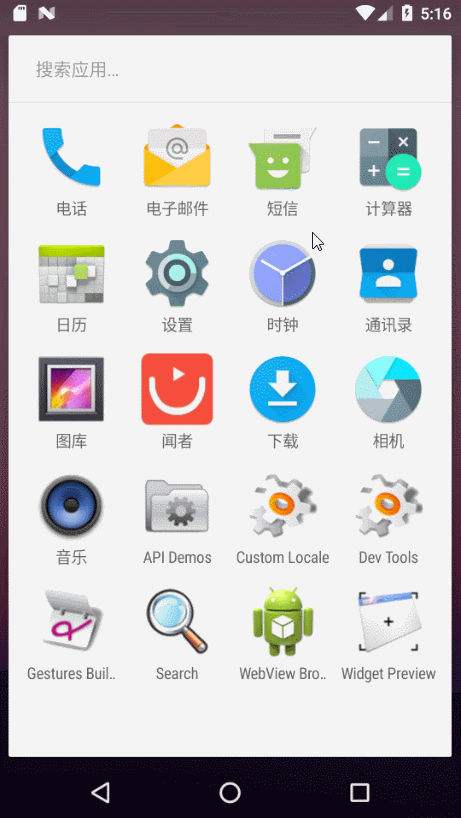 5:16
搜索应用...
电话
电子邮件
短信
计算器
日历
设置
时钟
通讯录
图库
闻者
下载
相机
音乐
API Demos
Custom Locale
Dev Tools
Gestures Buil..
Search
WebView Bro..
Widget Preview